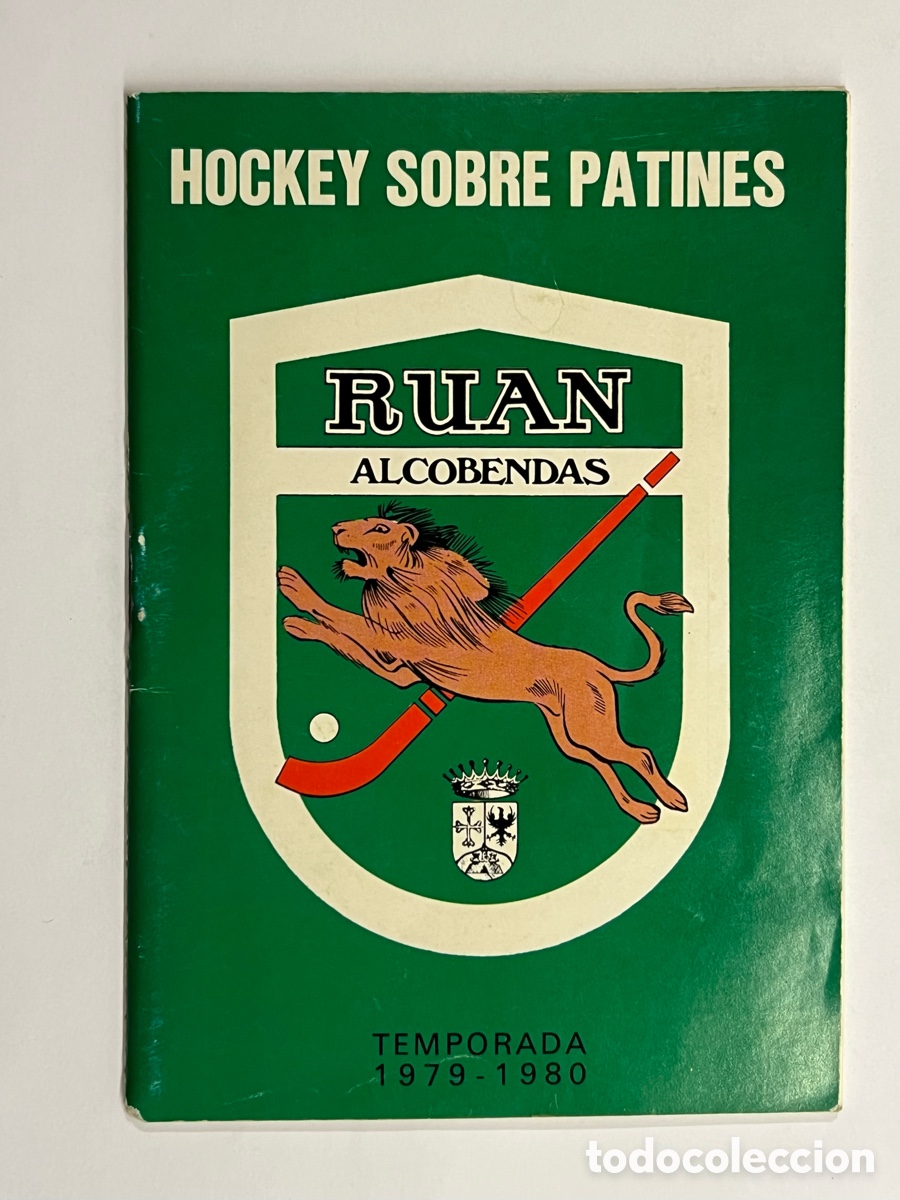 HOCKEY SOBRE PATINES
RUAN
ALCOBENDAS
TEMPORADA
1979-1980
todocoleccion